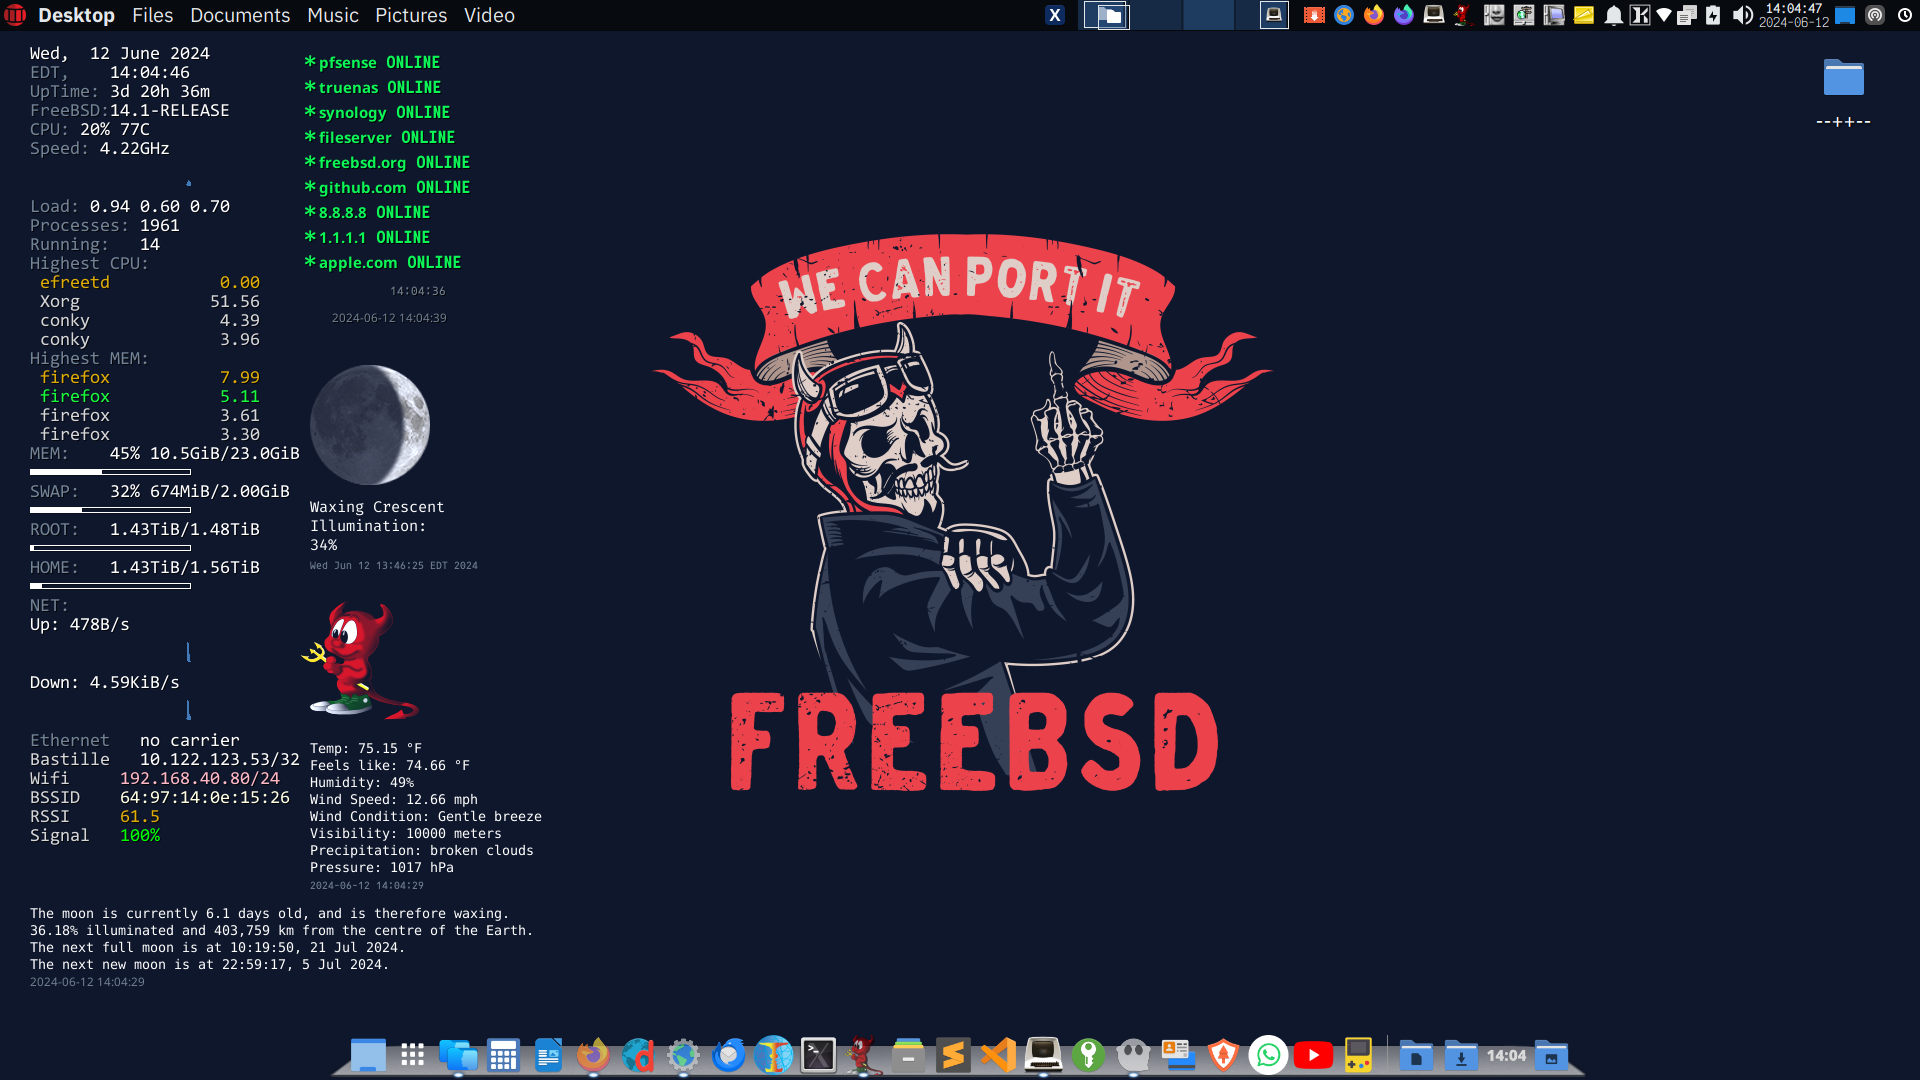 Desktop Files Documents Music Pictures Video
X
K
14:04:47
2024-06-12
Wed, 12 June 2024
EDT, 14:04:46
UpTime: 3d 20h 36m
FreeBSD:14.1-RELEASE
CPU: 20% 77C
Speed: 4.22GHz
Load: 0.94 0.60 0.70
Processes: 1961
Running: 14
Highest CPU:
efreetd 0.00
Xorg 51.56
conky 4.39
conky 3.96
Highest MEM:
firefox 7.99
firefox 5.11
firefox 3.61
firefox 3.30
MEM: 45% 10.5GiB/23.0GiB
SWAP: 32% 674MiB/2.00GiB
ROOT: 1.43TiB/1.48TiB
HOME: 1.43TiB/1.56TiB
NET:
Up: 478B/s
Down: 4.59KiB/s
Ethernet no carrier
Bastille 10.122.123.53/32
Wifi 192.168.40.80/24
BSSID 64:97:14:0e:15:26
RSSI 61.5
Signal 100%
*pfsense ONLINE
*truenas ONLINE
*synology ONLINE
*fileserver ONLINE
*freebsd.org ONLINE
*github.com ONLINE
*8.8.8.8 ONLINE
*1.1.1.1 ONLINE
*apple.com ONLINE
14:04:36
2024-06-12 14:04:39
Waxing Crescent
Illumination:
34%
Wed Jun 12 13:46:25 EDT 2024
Temp: 75.15 °F
Feels like: 74.66 °F
Humidity: 49%
Wind Speed: 12.66 mph
Wind Condition: Gentle breeze
Visibility: 10000 meters
Precipitation: broken clouds
Pressure: 1017 hPa
2024-06-12 14:04:29
The moon is currently 6.1 days old, and is therefore waxing.
36.18% illuminated and 403,759 km from the centre of the Earth.
The next full moon is at 10:19:50, 21 Jul 2024.
The next new moon is at 22:59:17, 5 Jul 2024.
2024-06-12 14:04:29
WE CAN PORT IT
FREEBSD
--++--
14:04